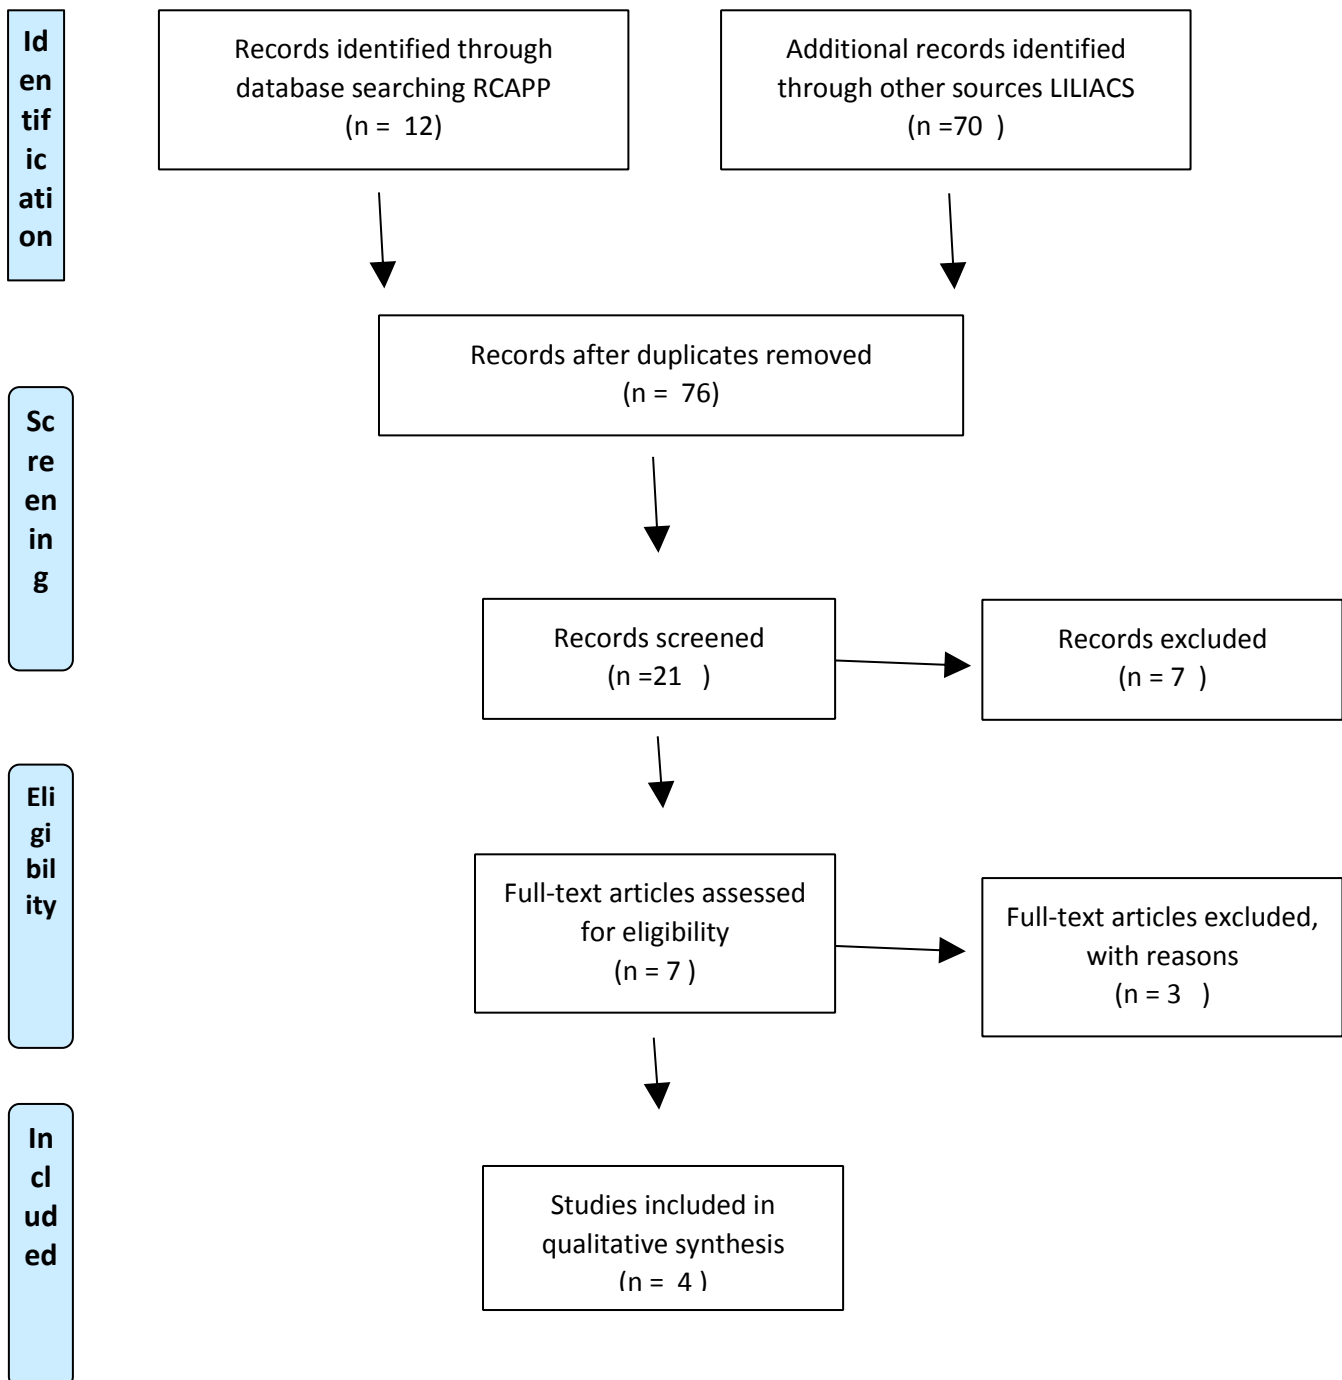 Id
en
tif
ic
ati
on
Records identified through
database searching RCAPP
(n =  12)
Additional records identified
through other sources LILIACS
(n =70  )
Records after duplicates removed
(n =  76)
Sc
re
en
in
g
Records screened
(n =21   )
Records excluded
(n = 7  )
Eli
gi
bil
ity
Full-text articles assessed
for eligibility
(n = 7 )
Full-text articles excluded,
with reasons
(n = 3   )
In
cl
ud
ed
Studies included in
qualitative synthesis
(n =  4 )